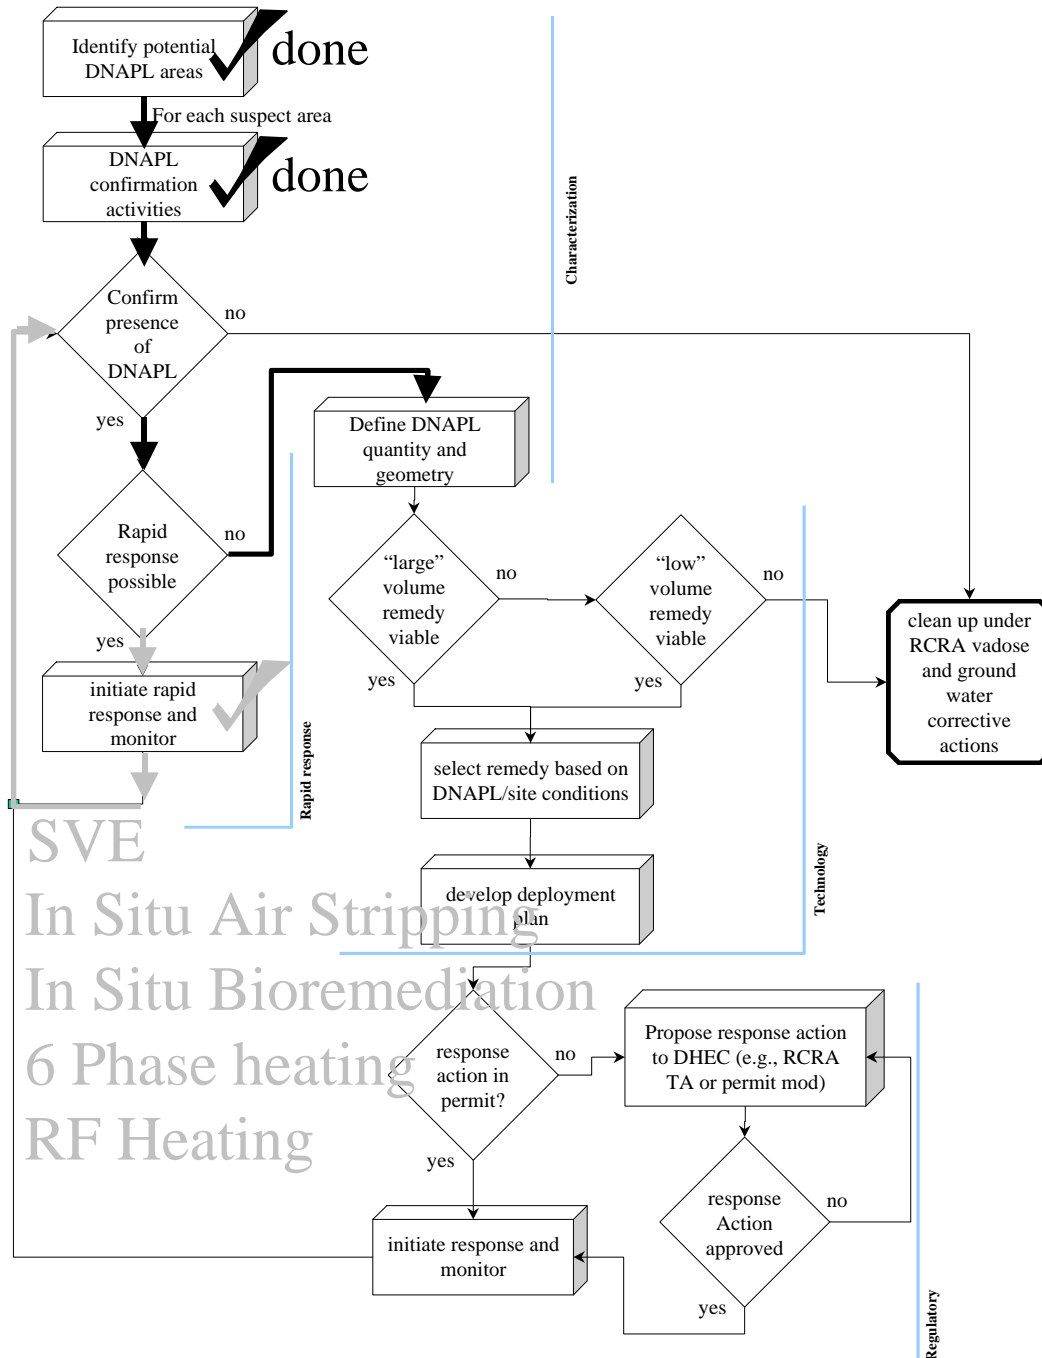 Identify potential
DNAPL areas
done
For each suspect area
DNAPL
confirmation
activities
done
Characterization
Confirm
presence
of
DNAPL
no
yes
Define DNAPL
quantity and
geometry
Rapid
response
possible
no
yes
“large”
volume
remedy
viable
no
yes
“low”
volume
remedy
viable
no
yes
clean up under
RCRA vadose
and ground
water
corrective
actions
initiate rapid
response and
monitor
Rapid response
select remedy based on
DNAPL/site conditions
develop deployment
plan
Technology
SVE
In Situ Air Stripping
In Situ Bioremediation
6 Phase heating
RF Heating
response
action in
permit?
no
yes
Propose response action
to DHEC (e.g., RCRA
TA or permit mod)
response
Action
approved
no
yes
initiate response and
monitor
Regulatory